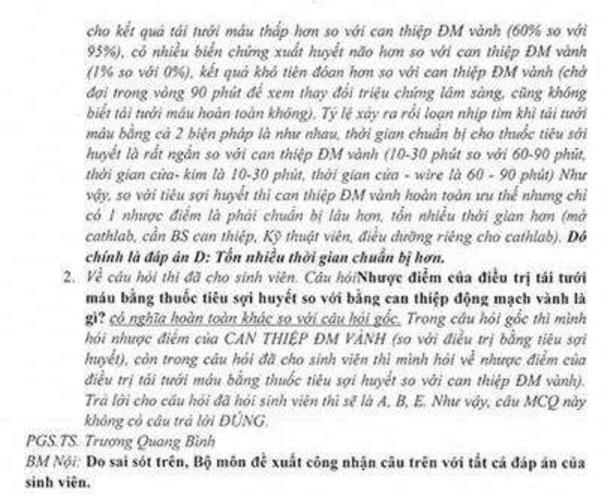 cho kết quả tái tưới máu thấp hơn so với can thiệp ĐM vành (60% so với
95%), có nhiều biến chứng xuất huyết não hơn so với can thiệp ĐM vành
(1% so với 0%), kết quả khó tiên đóan hơn so với can thiệp ĐM vành (chờ
đợi trong vòng 90 phút để xem thay đổi triệu chứng lâm sàng, cũng không
biết tái tưới máu hoàn toàn không). Tỷ lệ xảy ra rối loạn nhịp tim khi tái tưới
máu bằng cả 2 biện pháp là như nhau, thời gian chuẩn bị cho thuốc tiêu sới
huyết là rất ngắn so với can thiệp ĐM vành (10-30 phút so với 60-90 phút,
thời gian cửa- kim là 10-30 phút, thời gian cửa - wire là 60 - 90 phút) Như
vậy, so với tiêu sợi huyết thì can thiệp ĐM vành hoàn toàn ưu thế nhưng chỉ
có 1 nhược điểm là phải chuẩn bị lâu hơn, tốn nhiều thời gian hơn (mở
cathlab, cần BS can thiệp, Kỹ thuật viên, điều dưỡng riêng cho cathlab). Đó
chính là đáp án D: Tốn nhiều thời gian chuẩn bị hơn.
2. Về câu hỏi thi đã cho sinh viên. Câu hỏiNhược điểm của điều trị tái tưới
máu bằng thuốc tiêu sợi huyết so với bằng can thiệp động mạch vành là
gì? có nghĩa hoàn toàn khác so với câu hỏi gốc. Trong câu hỏi gốc thì mình
hỏi nhược điểm của CAN THIỆP ĐM VÀNH (so với điều trị bằng tiêu sợi
huyết), còn trong câu hỏi đã cho sinh viên thì mình hỏi về nhược điểm của
điều trị tái tưới máu bằng thuốc tiêu sợi huyết so với can thiệp ĐM vành).
Trả lời cho câu hỏi đã hỏi sinh viên thì sẽ là A, B, E. Như vậy, câu MCQ này
không có câu trả lời ĐÚNG.
PGS.TS. Trương Quang Bình
BM Nội: Do sai sót trên, Bộ môn đề xuất công nhận câu trên với tất cả đáp án của
sinh viên.